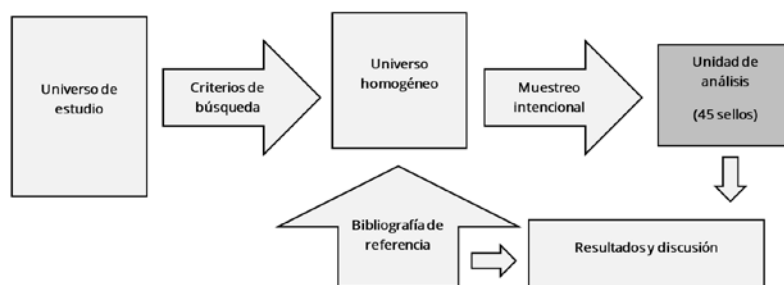 Universo de
estudio
Criterios de
búsqueda
Universo
homogéneo
Muestreo
intencional
Unidad de
análisis
(45 sellos)
Bibliografía de
referencia
Resultados y discusión